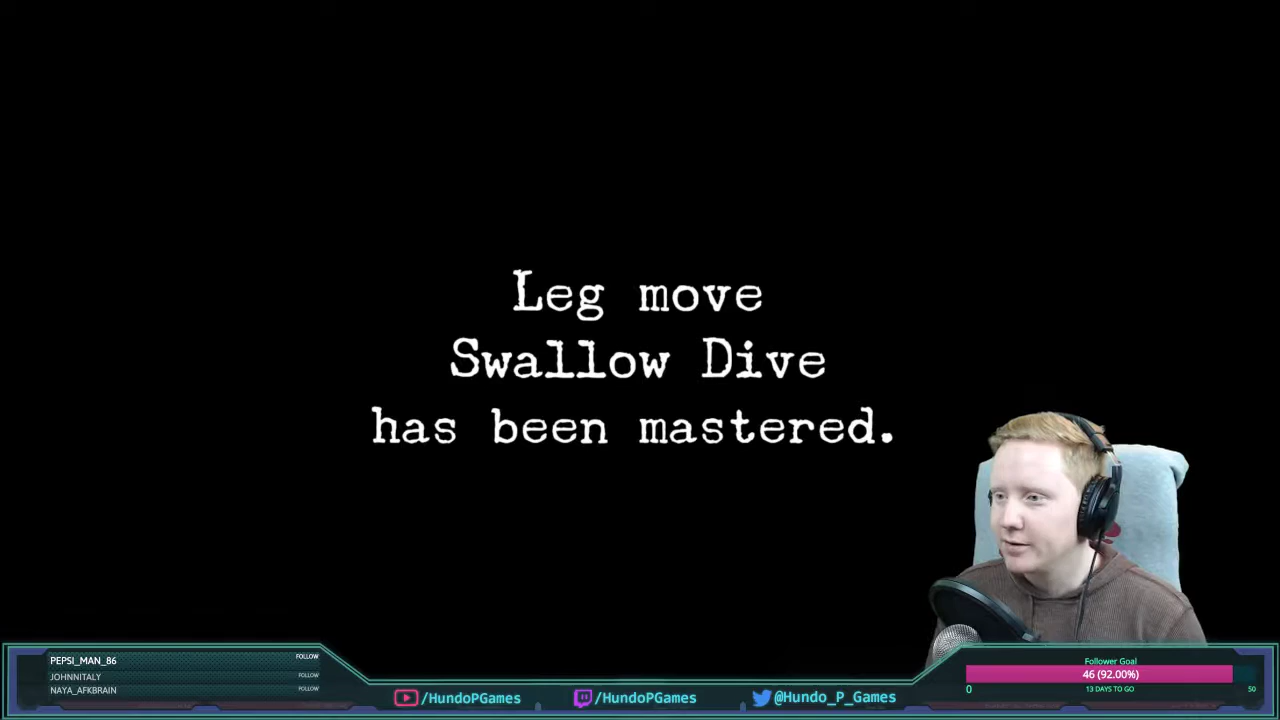 Leg move
Swallow Dive
has been mastered.
PEPSI_MAN_86 FOLLOW
JOHNNITALY FOLLOW
NAYA_AFKBRAIN FOLLOW
/HundoPGames /HundoPGames @Hundo_P_Games
Follower Goal
46 (92.00%)
0 13 DAYS TO GO 50